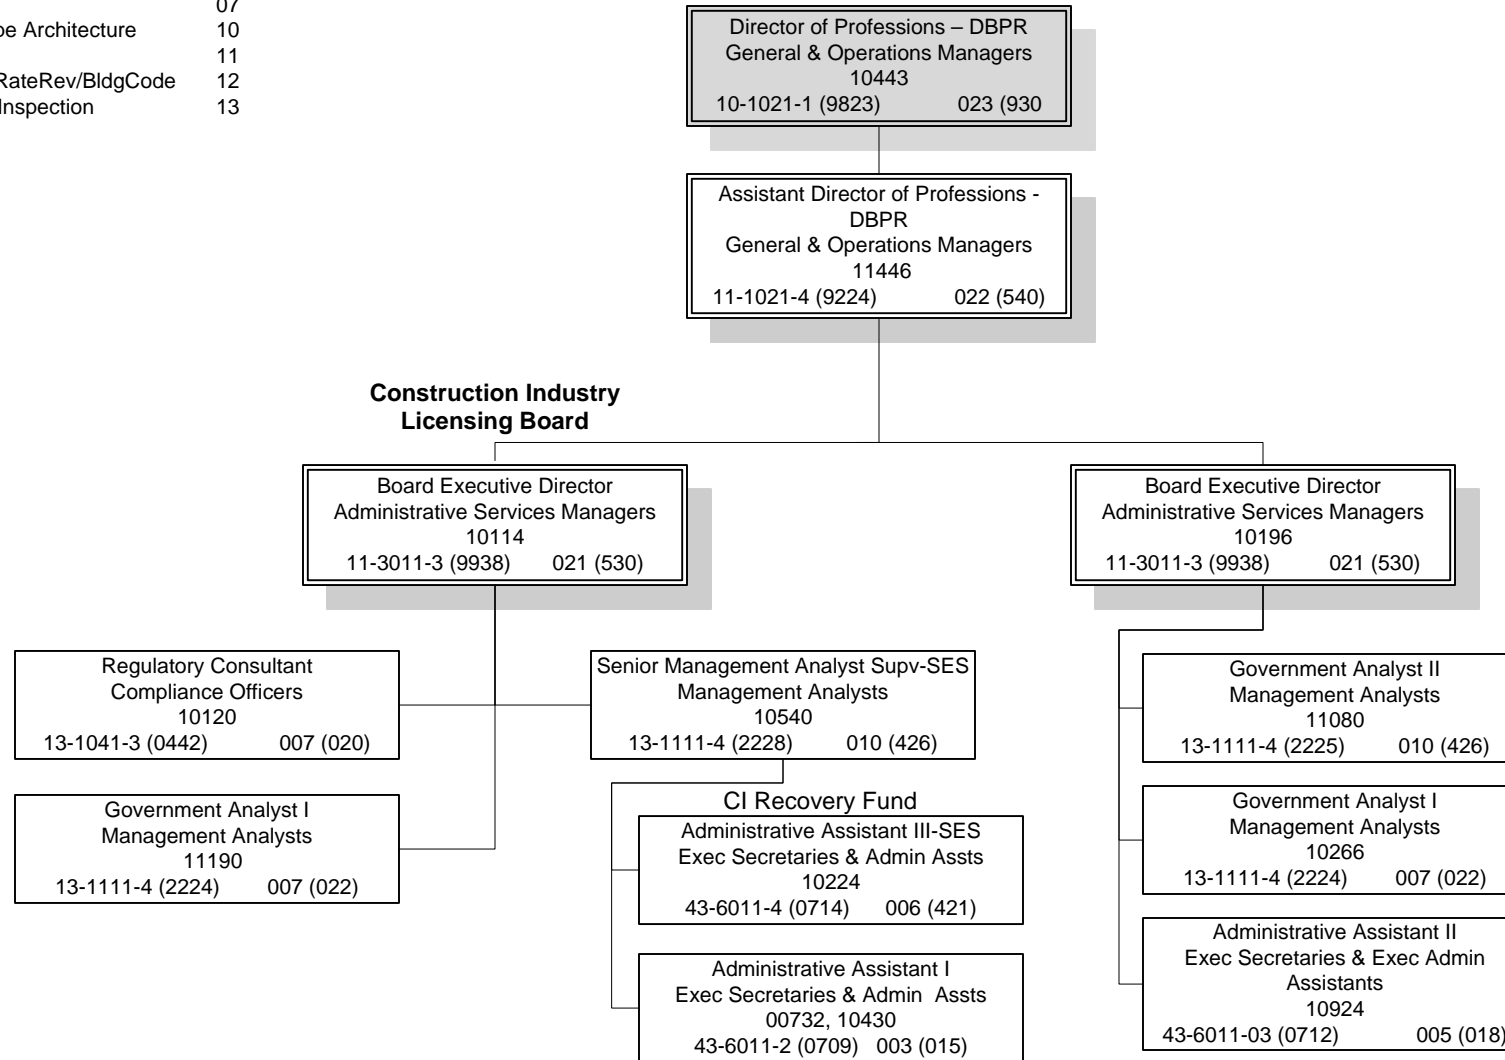 07
Architecture 10
11
RateRev/BldgCode 12
Inspection 13
Director of Professions – DBPR
General & Operations Managers
10443
10-1021-1 (9823) 023 (930
Assistant Director of Professions -
DBPR
General & Operations Managers
11446
11-1021-4 (9224) 022 (540)
Construction Industry
Licensing Board
Board Executive Director
Administrative Services Managers
10114
11-3011-3 (9938) 021 (530)
Board Executive Director
Administrative Services Managers
10196
11-3011-3 (9938) 021 (530)
Regulatory Consultant
Compliance Officers
10120
13-1041-3 (0442) 007 (020)
Government Analyst I
Management Analysts
11190
13-1111-4 (2224) 007 (022)
Senior Management Analyst Supv-SES
Management Analysts
10540
13-1111-4 (2228) 010 (426)
CI Recovery Fund
Administrative Assistant III-SES
Exec Secretaries & Admin Assts
10224
43-6011-4 (0714) 006 (421)
Administrative Assistant I
Exec Secretaries & Admin Assts
00732, 10430
43-6011-2 (0709) 003 (015)
Government Analyst II
Management Analysts
11080
13-1111-4 (2225) 010 (426)
Government Analyst I
Management Analysts
10266
13-1111-4 (2224) 007 (022)
Administrative Assistant II
Exec Secretaries & Exec Admin
Assistants
10924
43-6011-03 (0712) 005 (018)